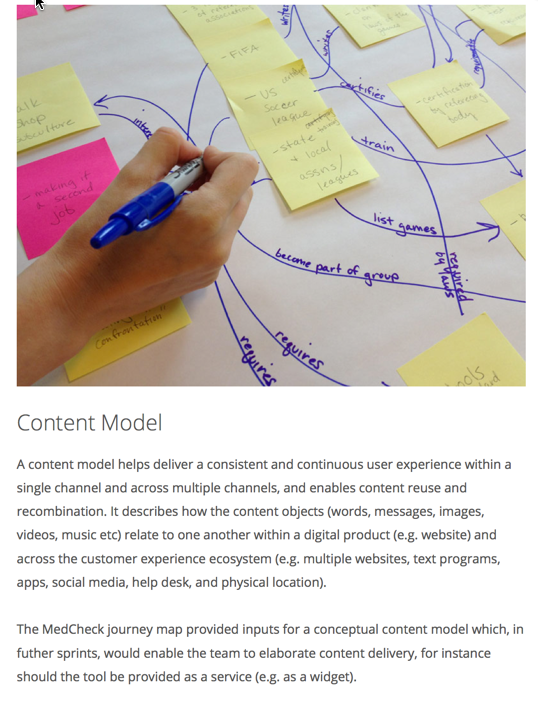 - FIFA
writes
- US
Soccer
league
- state
+ local
assns/
leagues
certifies
- certification
by referee
body
train
list games
become part of group
required
by laws
requires
requires
- making it
a second
job
confrontation
Content Model
A content model helps deliver a consistent and continuous user experience within a
single channel and across multiple channels, and enables content reuse and
recombination. It describes how the content objects (words, messages, images,
videos, music etc) relate to one another within a digital product (e.g. website) and
across the customer experience ecosystem (e.g. multiple websites, text programs,
apps, social media, help desk, and physical location).
The MedCheck journey map provided inputs for a conceptual content model which, in
futher sprints, would enable the team to elaborate content delivery, for instance
should the tool be provided as a service (e.g. as a widget).